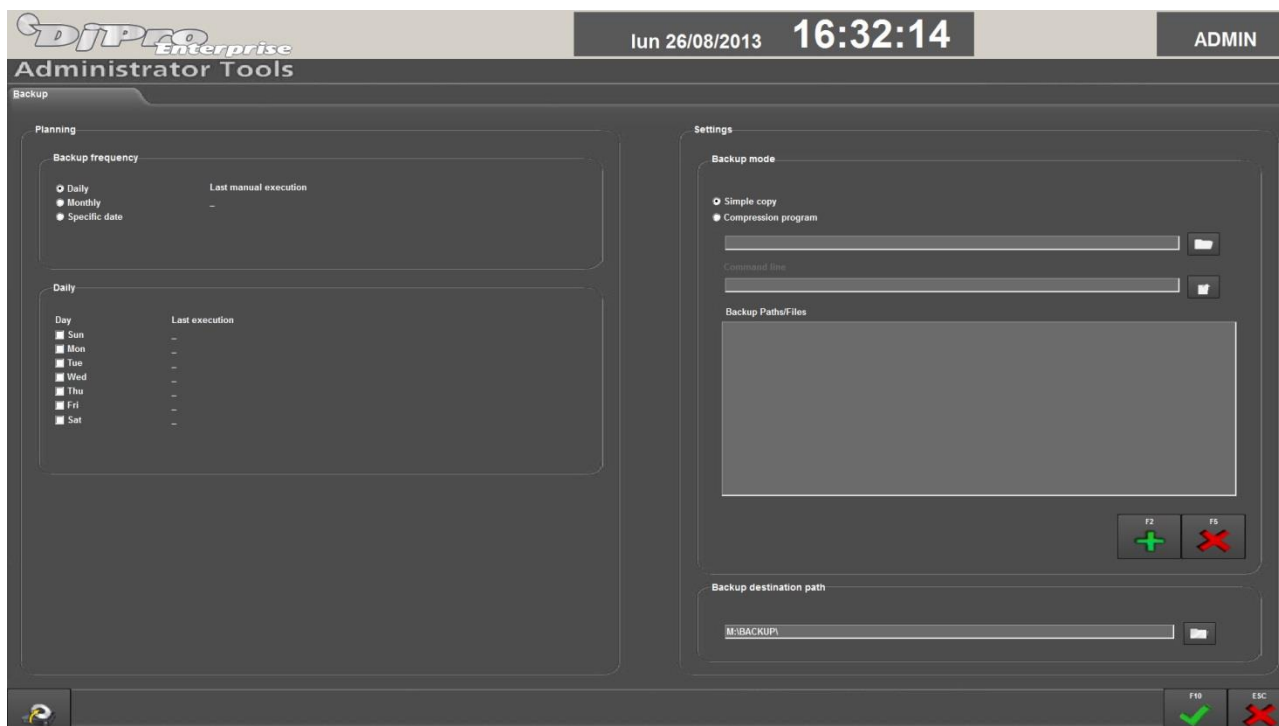 DjPro
Enterprise
lun 26/08/2013 16:32:14
ADMIN
Administrator Tools
Backup
Planning
Backup frequency
Daily
Monthly
Specific date
Last manual execution
_
Daily
Day Last execution
Sun _
Mon _
Tue _
Wed _
Thu _
Fri _
Sat _
Settings
Backup mode
Simple copy
Compression program
Command line
Backup Paths/Files
F2 F5
Backup destination path
M:\BACKUP\
F10 ESC